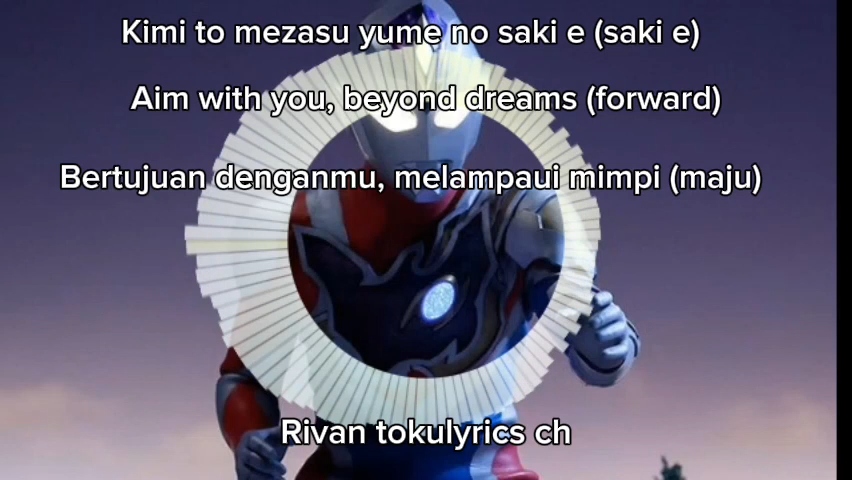 Kimi to mezasu yume no saki e (saki e)
Aim with you, beyond dreams (forward)
Bertujuan denganmu, melampaui mimpi (maju)
Rivan tokulyrics ch